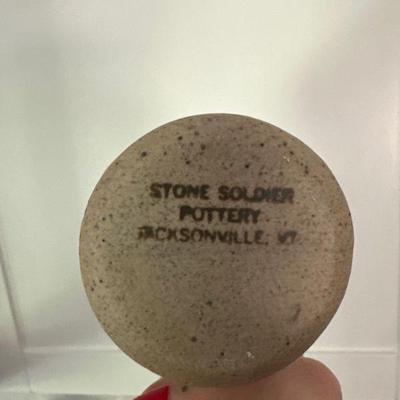 STONE SOLDIER
POTTERY
JACKSONVILLE, VT.